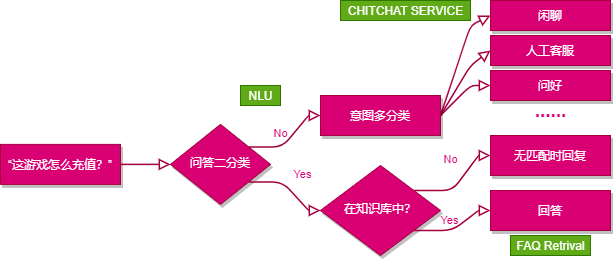 CHITCHAT SERVICE
闲聊
人工客服
问好
······
NLU
意图多分类
No
“这游戏怎么充值？”
问答二分类
Yes
No
无匹配时回复
在知识库中?
Yes
回答
FAQ Retrival